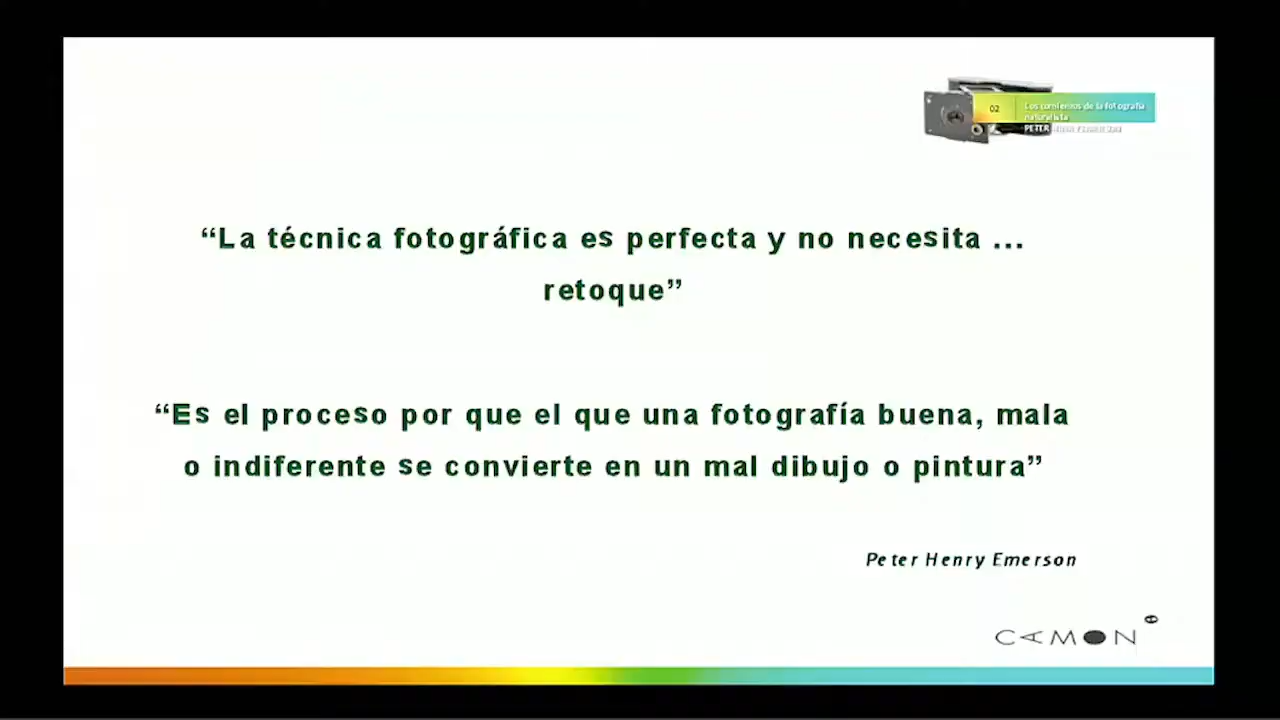 02
Los comienzos de la fotografía
naturalista
PETER
“La técnica fotográfica es perfecta y no necesita ...
retoque”
“Es el proceso por que el que una fotografía buena, mala
o indiferente se convierte en un mal dibujo o pintura”
Peter Henry Emerson
CAMON